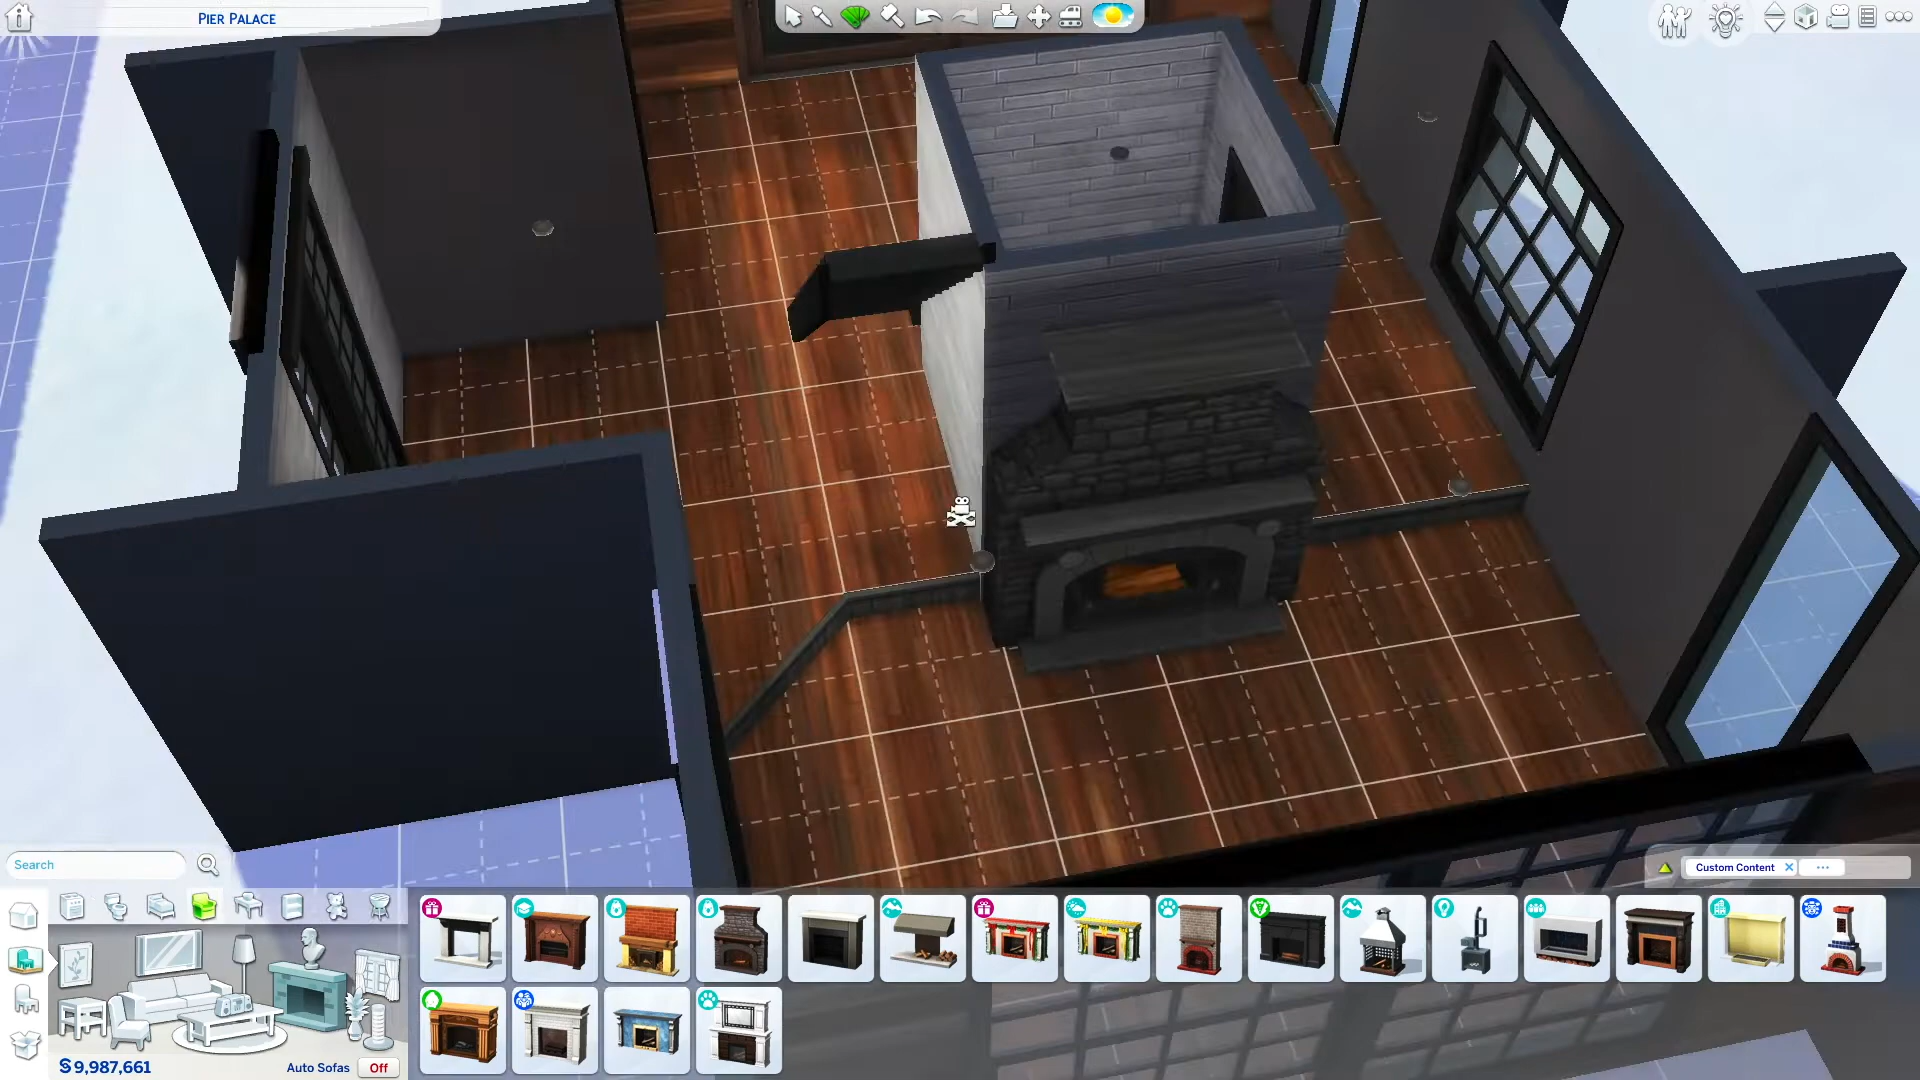 PIER PALACE
Search
Custom Content
§9,987,661
Auto Sofas Off